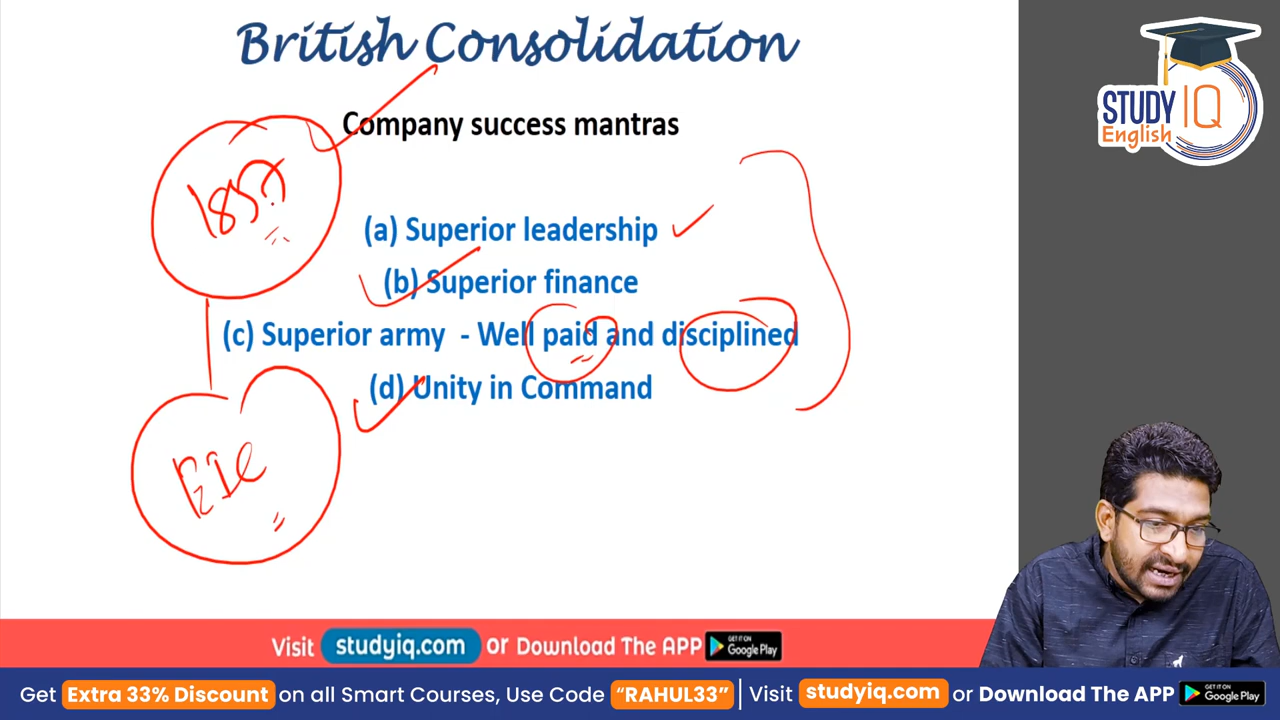 British Consolidation
Company success mantras
(a) Superior leadership
(b) Superior finance
(c) Superior army - Well paid and disciplined
(d) Unity in Command
1857
EIC
STUDY IQ
English
Visit studyiq.com or Download The APP GET IT ON Google Play
Get Extra 33% Discount on all Smart Courses, Use Code “RAHUL33” | Visit studyiq.com or Download The APP GET IT ON Google Play